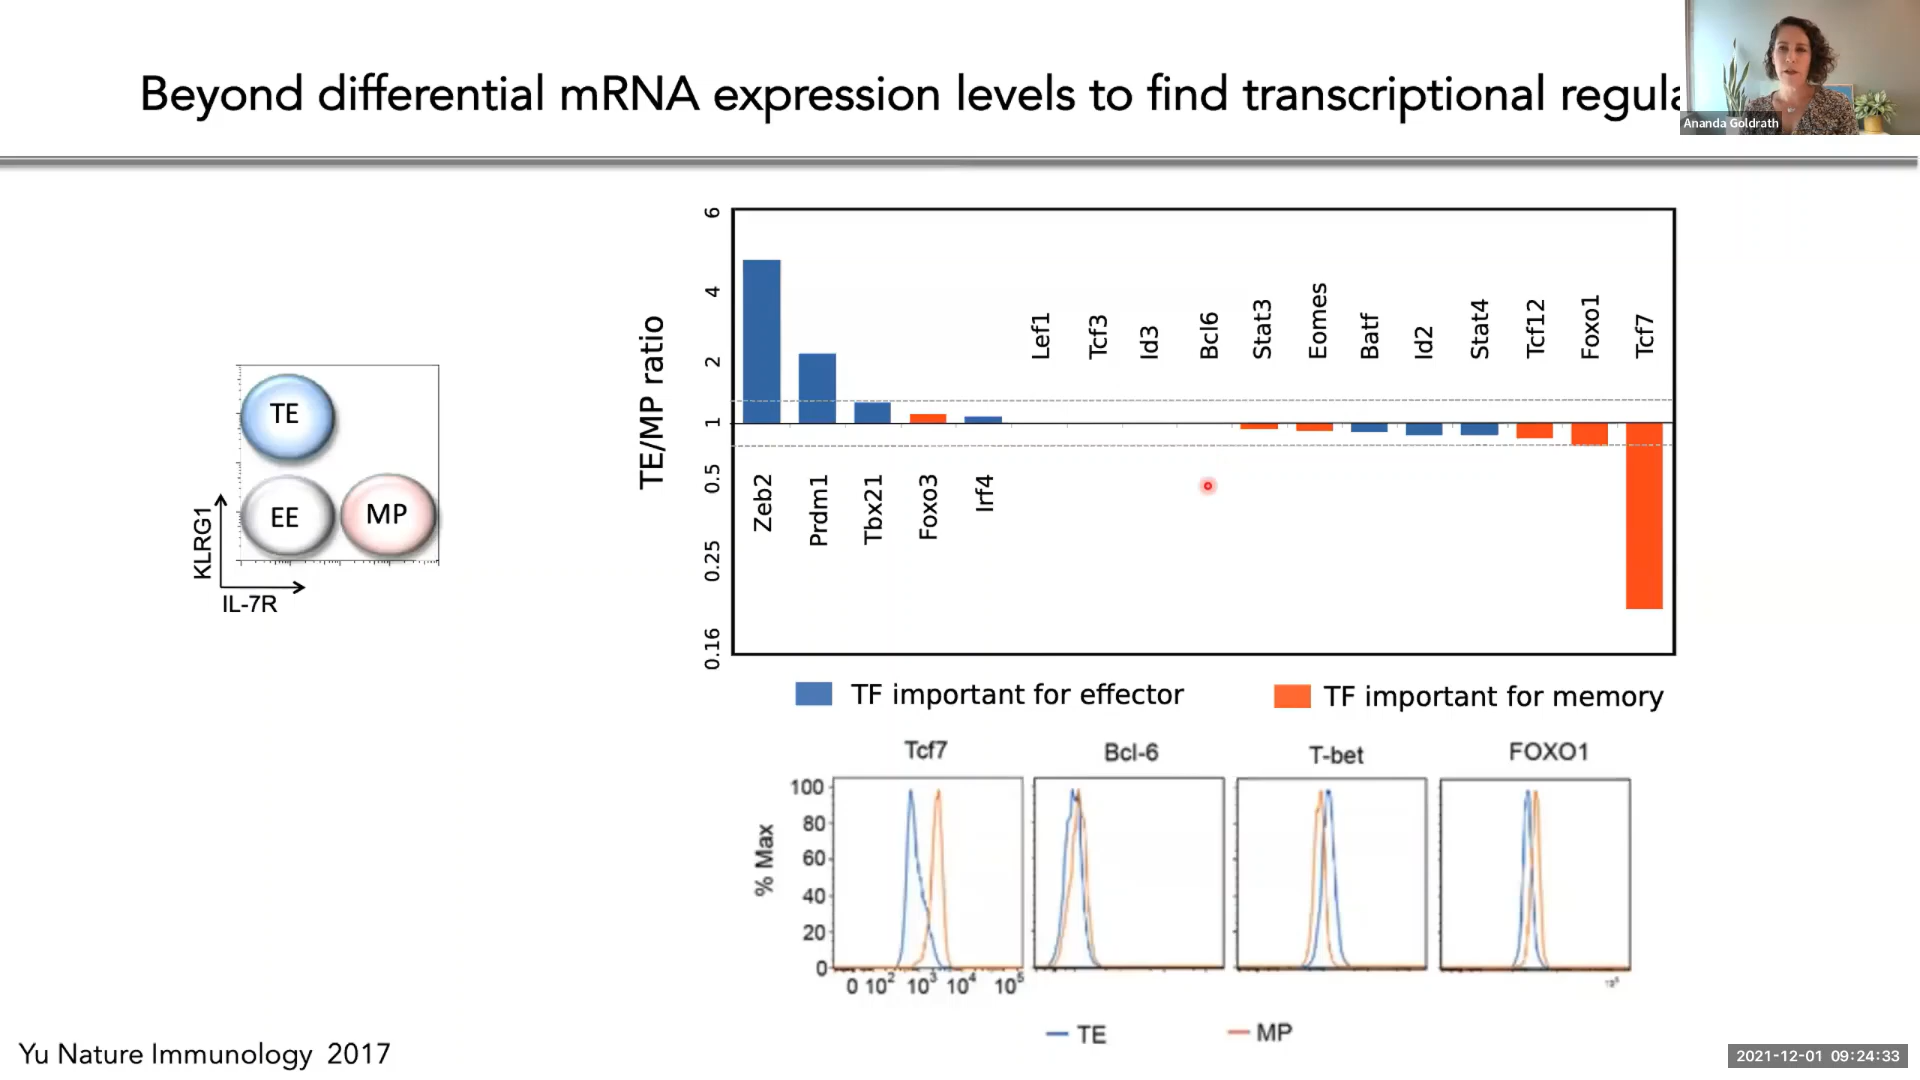 Beyond differential mRNA expression levels to find transcriptional regula
Ananda Goldrath
TE
EE
MP
KLRG1
IL-7R
TE/MP ratio
6
4
2
1
0.5
0.25
0.16
Zeb2
Prdm1
Tbx21
Foxo3
Irf4
Lef1
Tcf3
Id3
Bcl6
Stat3
Eomes
Batf
Id2
Stat4
Tcf12
Foxo1
Tcf7
TF important for effector
TF important for memory
Tcf7
Bcl-6
T-bet
FOXO1
% Max
100
80
60
40
20
0
0 10² 10³ 10⁴ 10⁵
TE
MP
Yu Nature Immunology 2017
2021-12-01 09:24:33